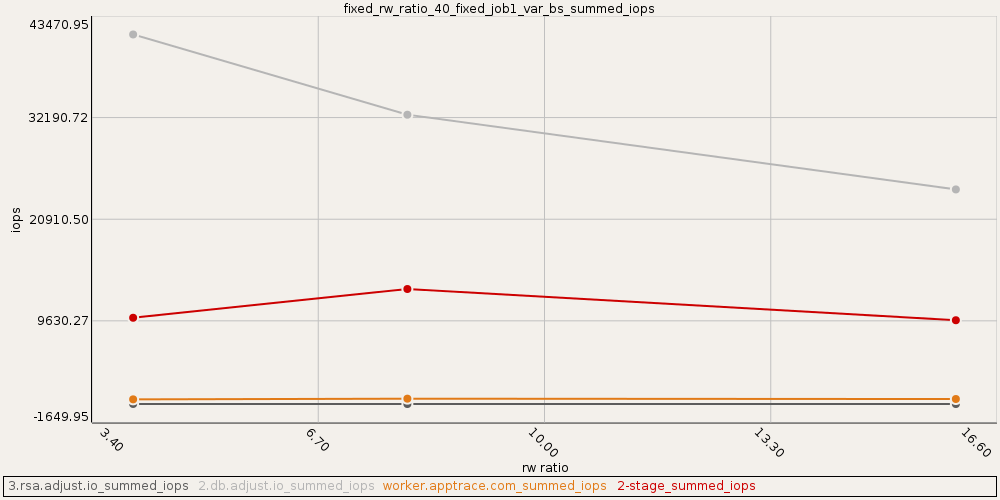 fixed_rw_ratio_40_fixed_job1_var_bs_summed_iops
43470.95
32190.72
20910.50
9630.27
-1649.95
iops
3.40 6.70 10.00 13.30 16.60
rw ratio
3.rsa.adjust.io_summed_iops 2.db.adjust.io_summed_iops worker.apptrace.com_summed_iops 2-stage_summed_iops